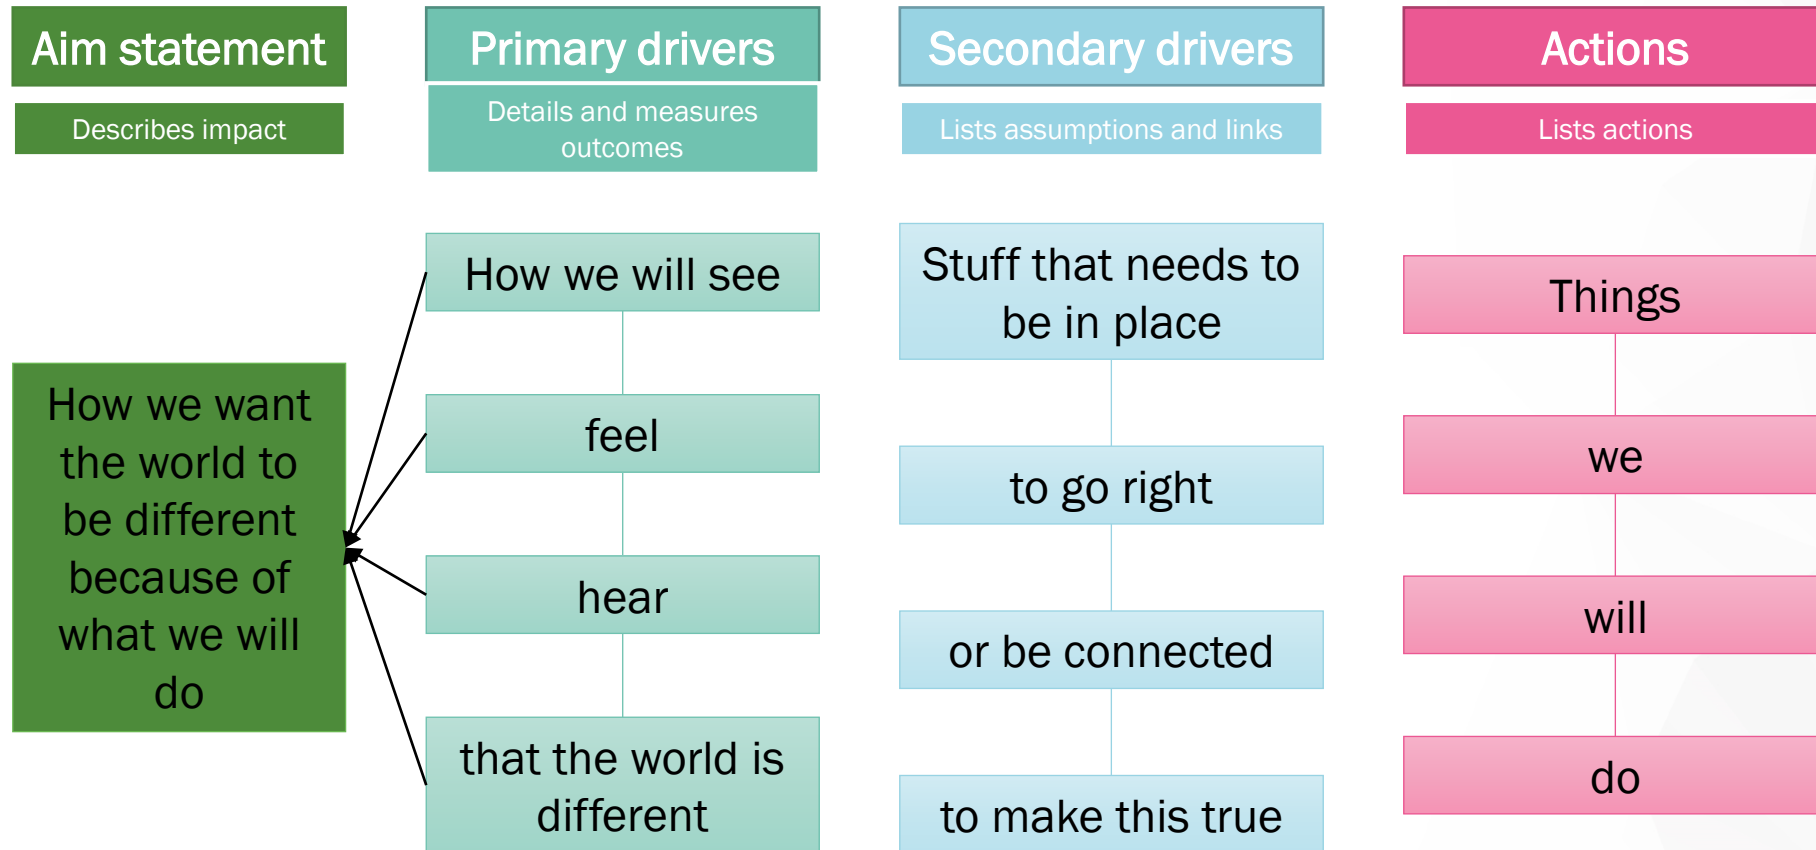 Aim statement
Describes impact
How we want
the world to
be different
because of
what we will
do
Primary drivers
Details and measures
outcomes
How we will see
feel
hear
that the world is
different
Secondary drivers
Lists assumptions and links
Stuff that needs to
be in place
to go right
or be connected
to make this true
Actions
Lists actions
Things
we
will
do